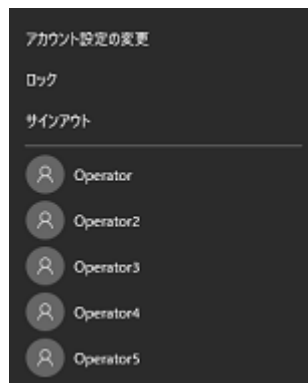 アカウント設定の変更
ロック
サインアウト
Operator
Operator2
Operator3
Operator4
Operator5